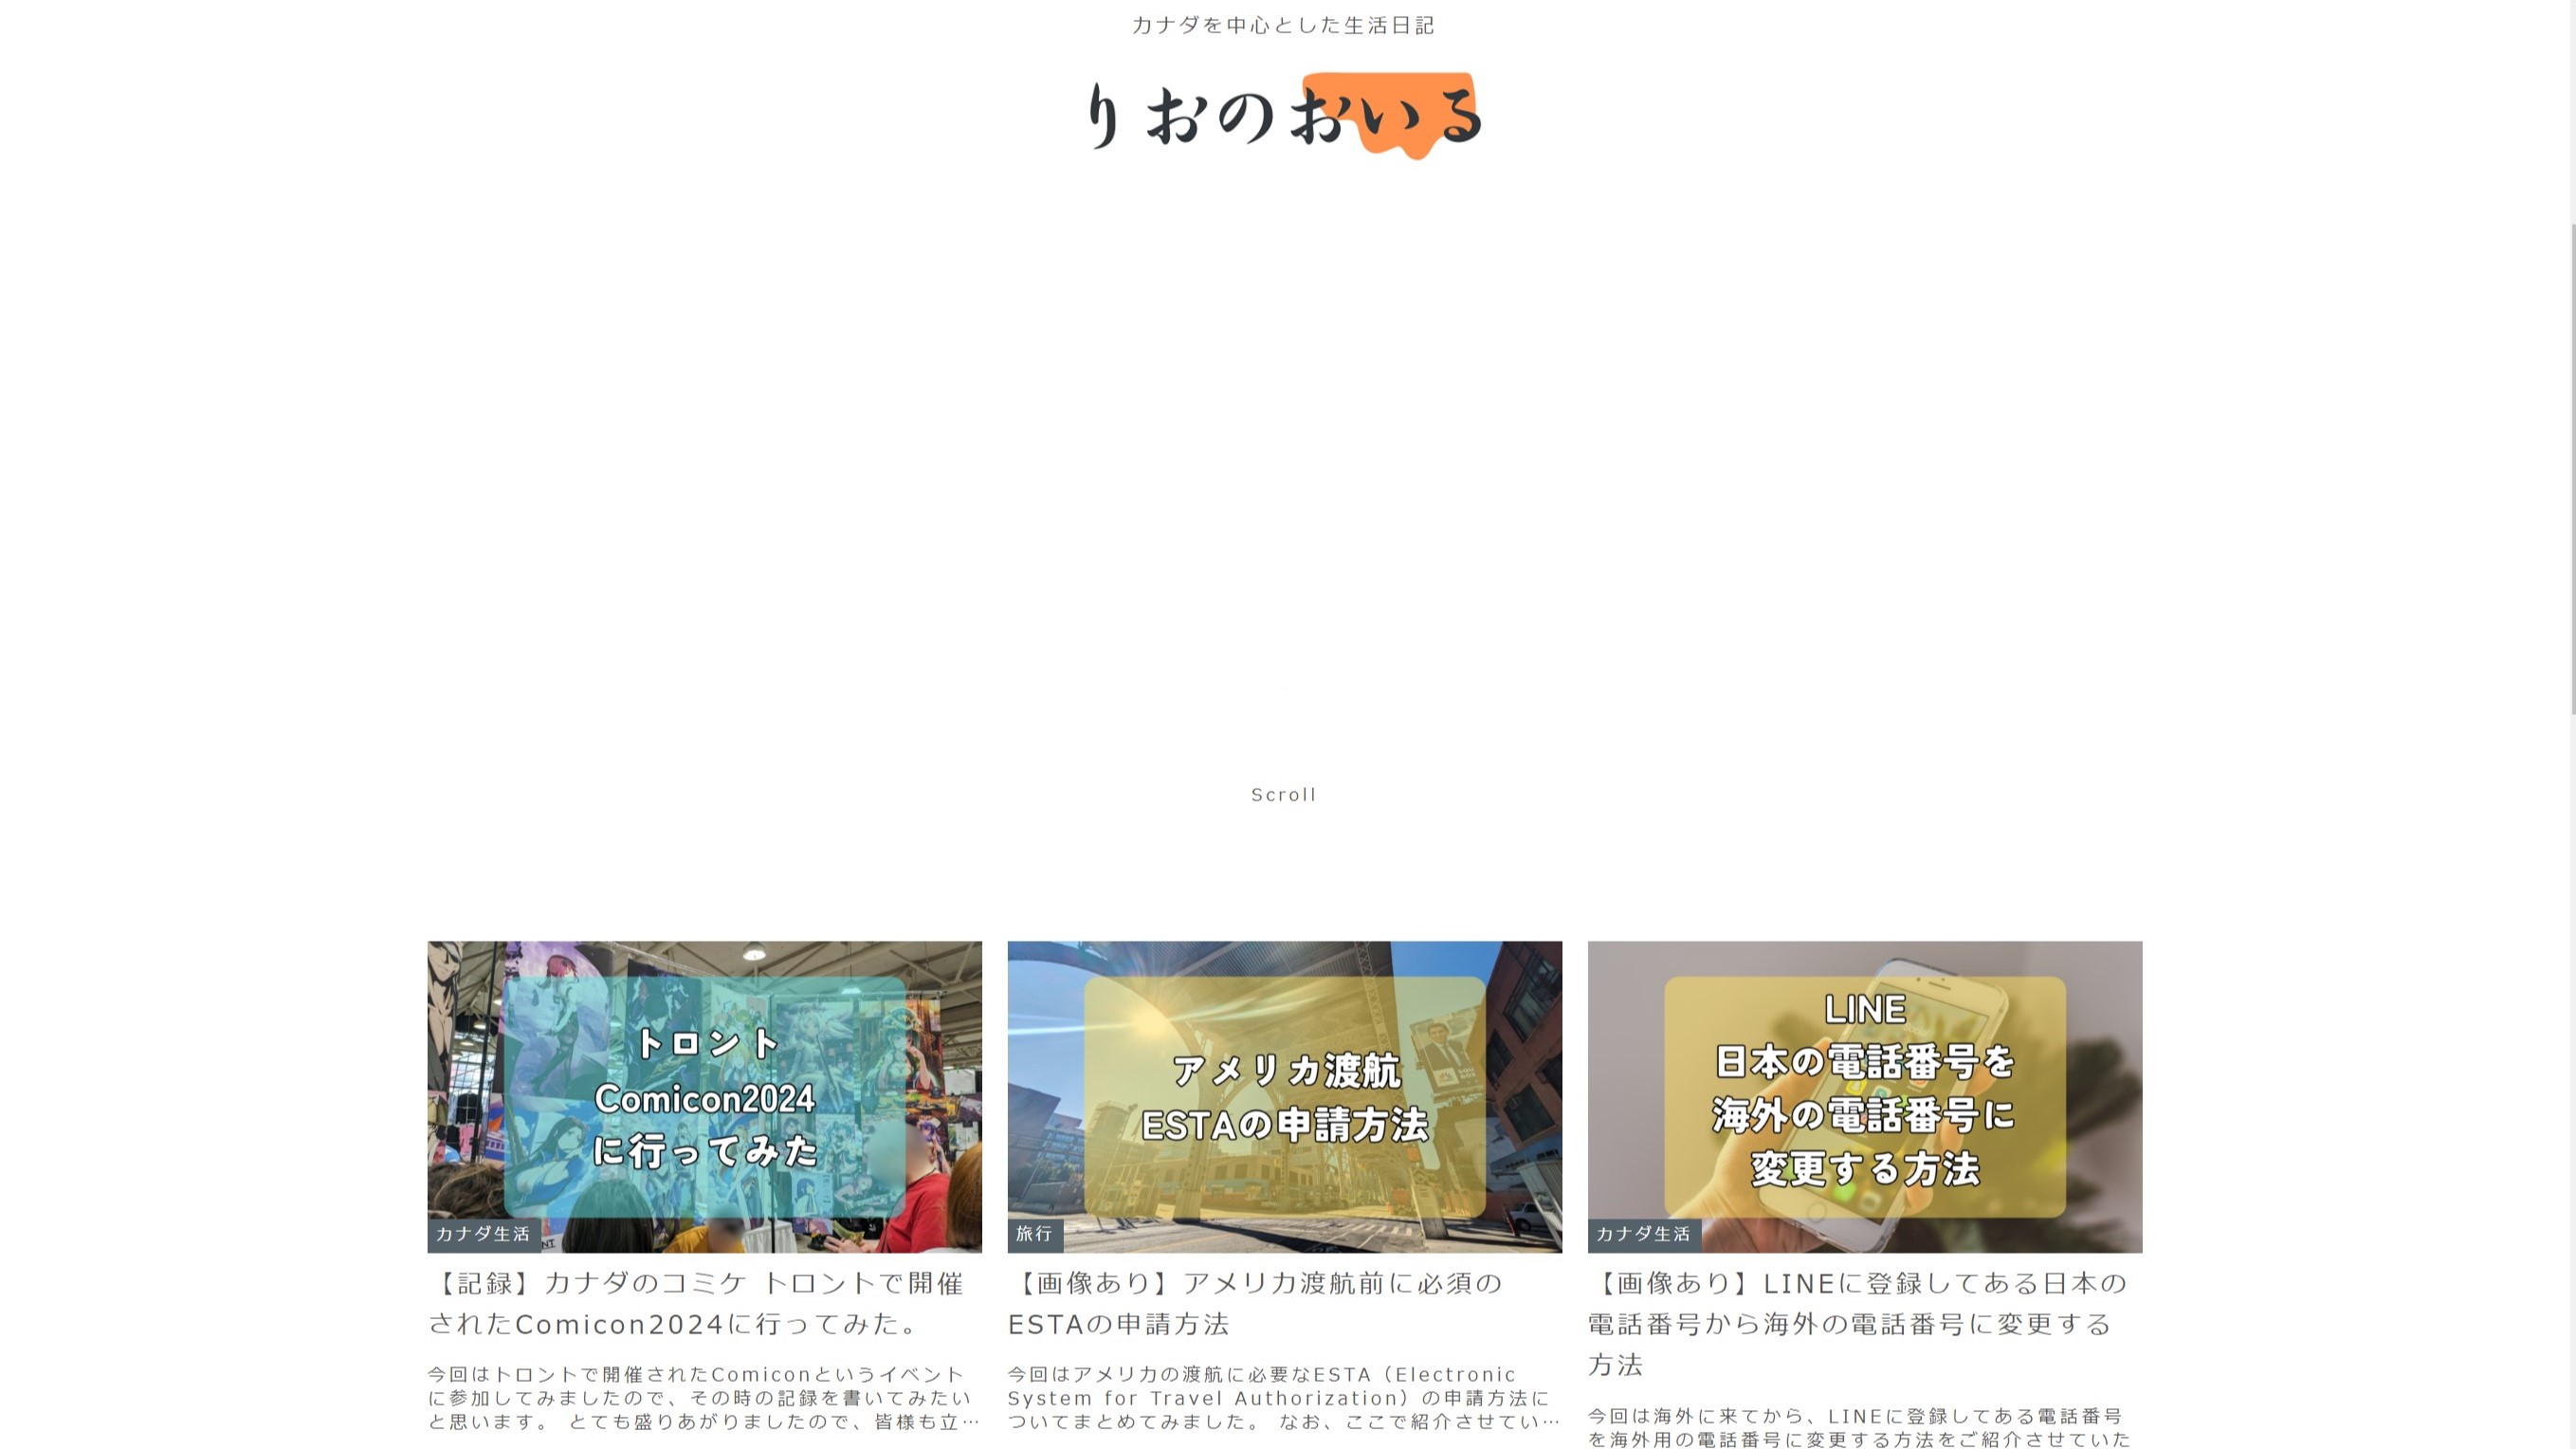 カナダを中心とした生活日記
りおのおいる
Scroll
トロント
Comicon2024
に行ってみた
カナダ生活
【記録】カナダのコミケ トロントで開催
されたComicon2024に行ってみた。
今回はトロントで開催されたComiconというイベント
に参加してみましたので、その時の記録を書いてみたい
と思います。 とても盛りあがりましたので、皆様も立…
アメリカ渡航
ESTAの申請方法
旅行
【画像あり】アメリカ渡航前に必須の
ESTAの申請方法
今回はアメリカの渡航に必要なESTA（Electronic
System for Travel Authorization）の申請方法に
ついてまとめてみました。 なお、ここで紹介させてい…
LINE
日本の電話番号を
海外の電話番号に
変更する方法
カナダ生活
【画像あり】LINEに登録してある日本の
電話番号から海外の電話番号に変更する
方法
今回は海外に来てから、LINEに登録してある電話番号
を海外用の電話番号に変更する方法をご紹介させていた